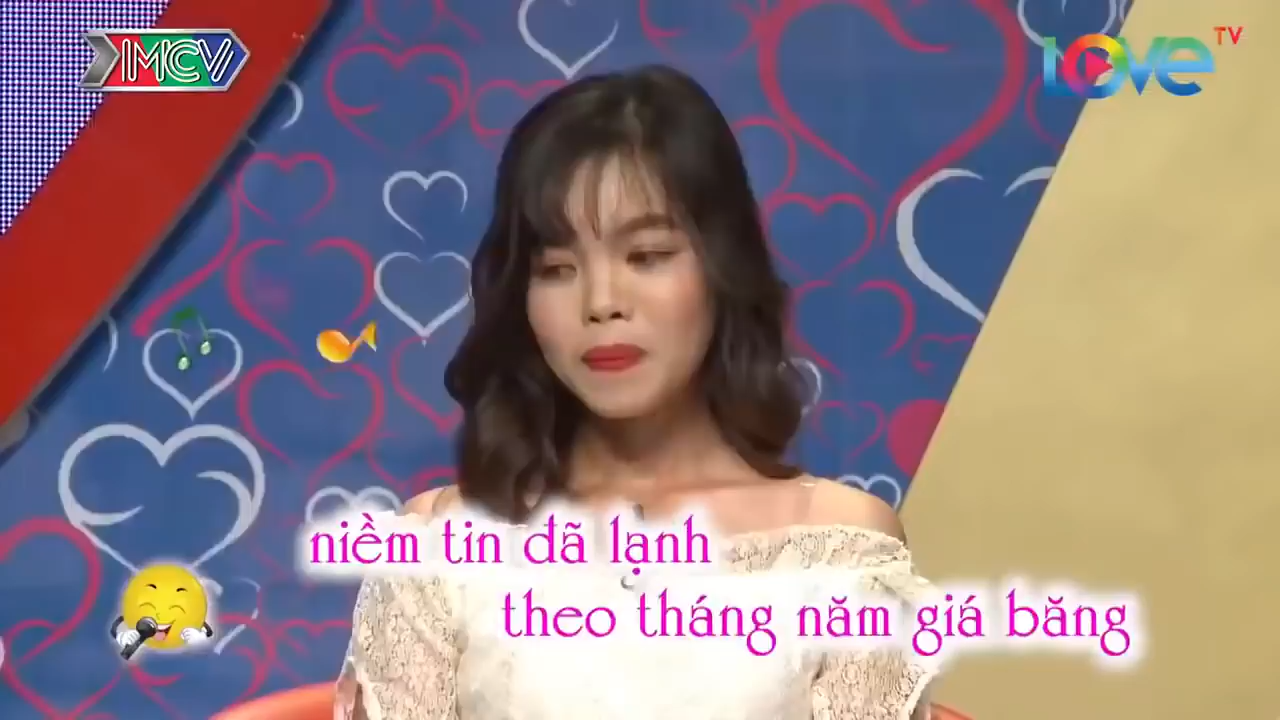 MCV
LOVE TV
niềm tin đã lạnh
theo tháng năm giá băng